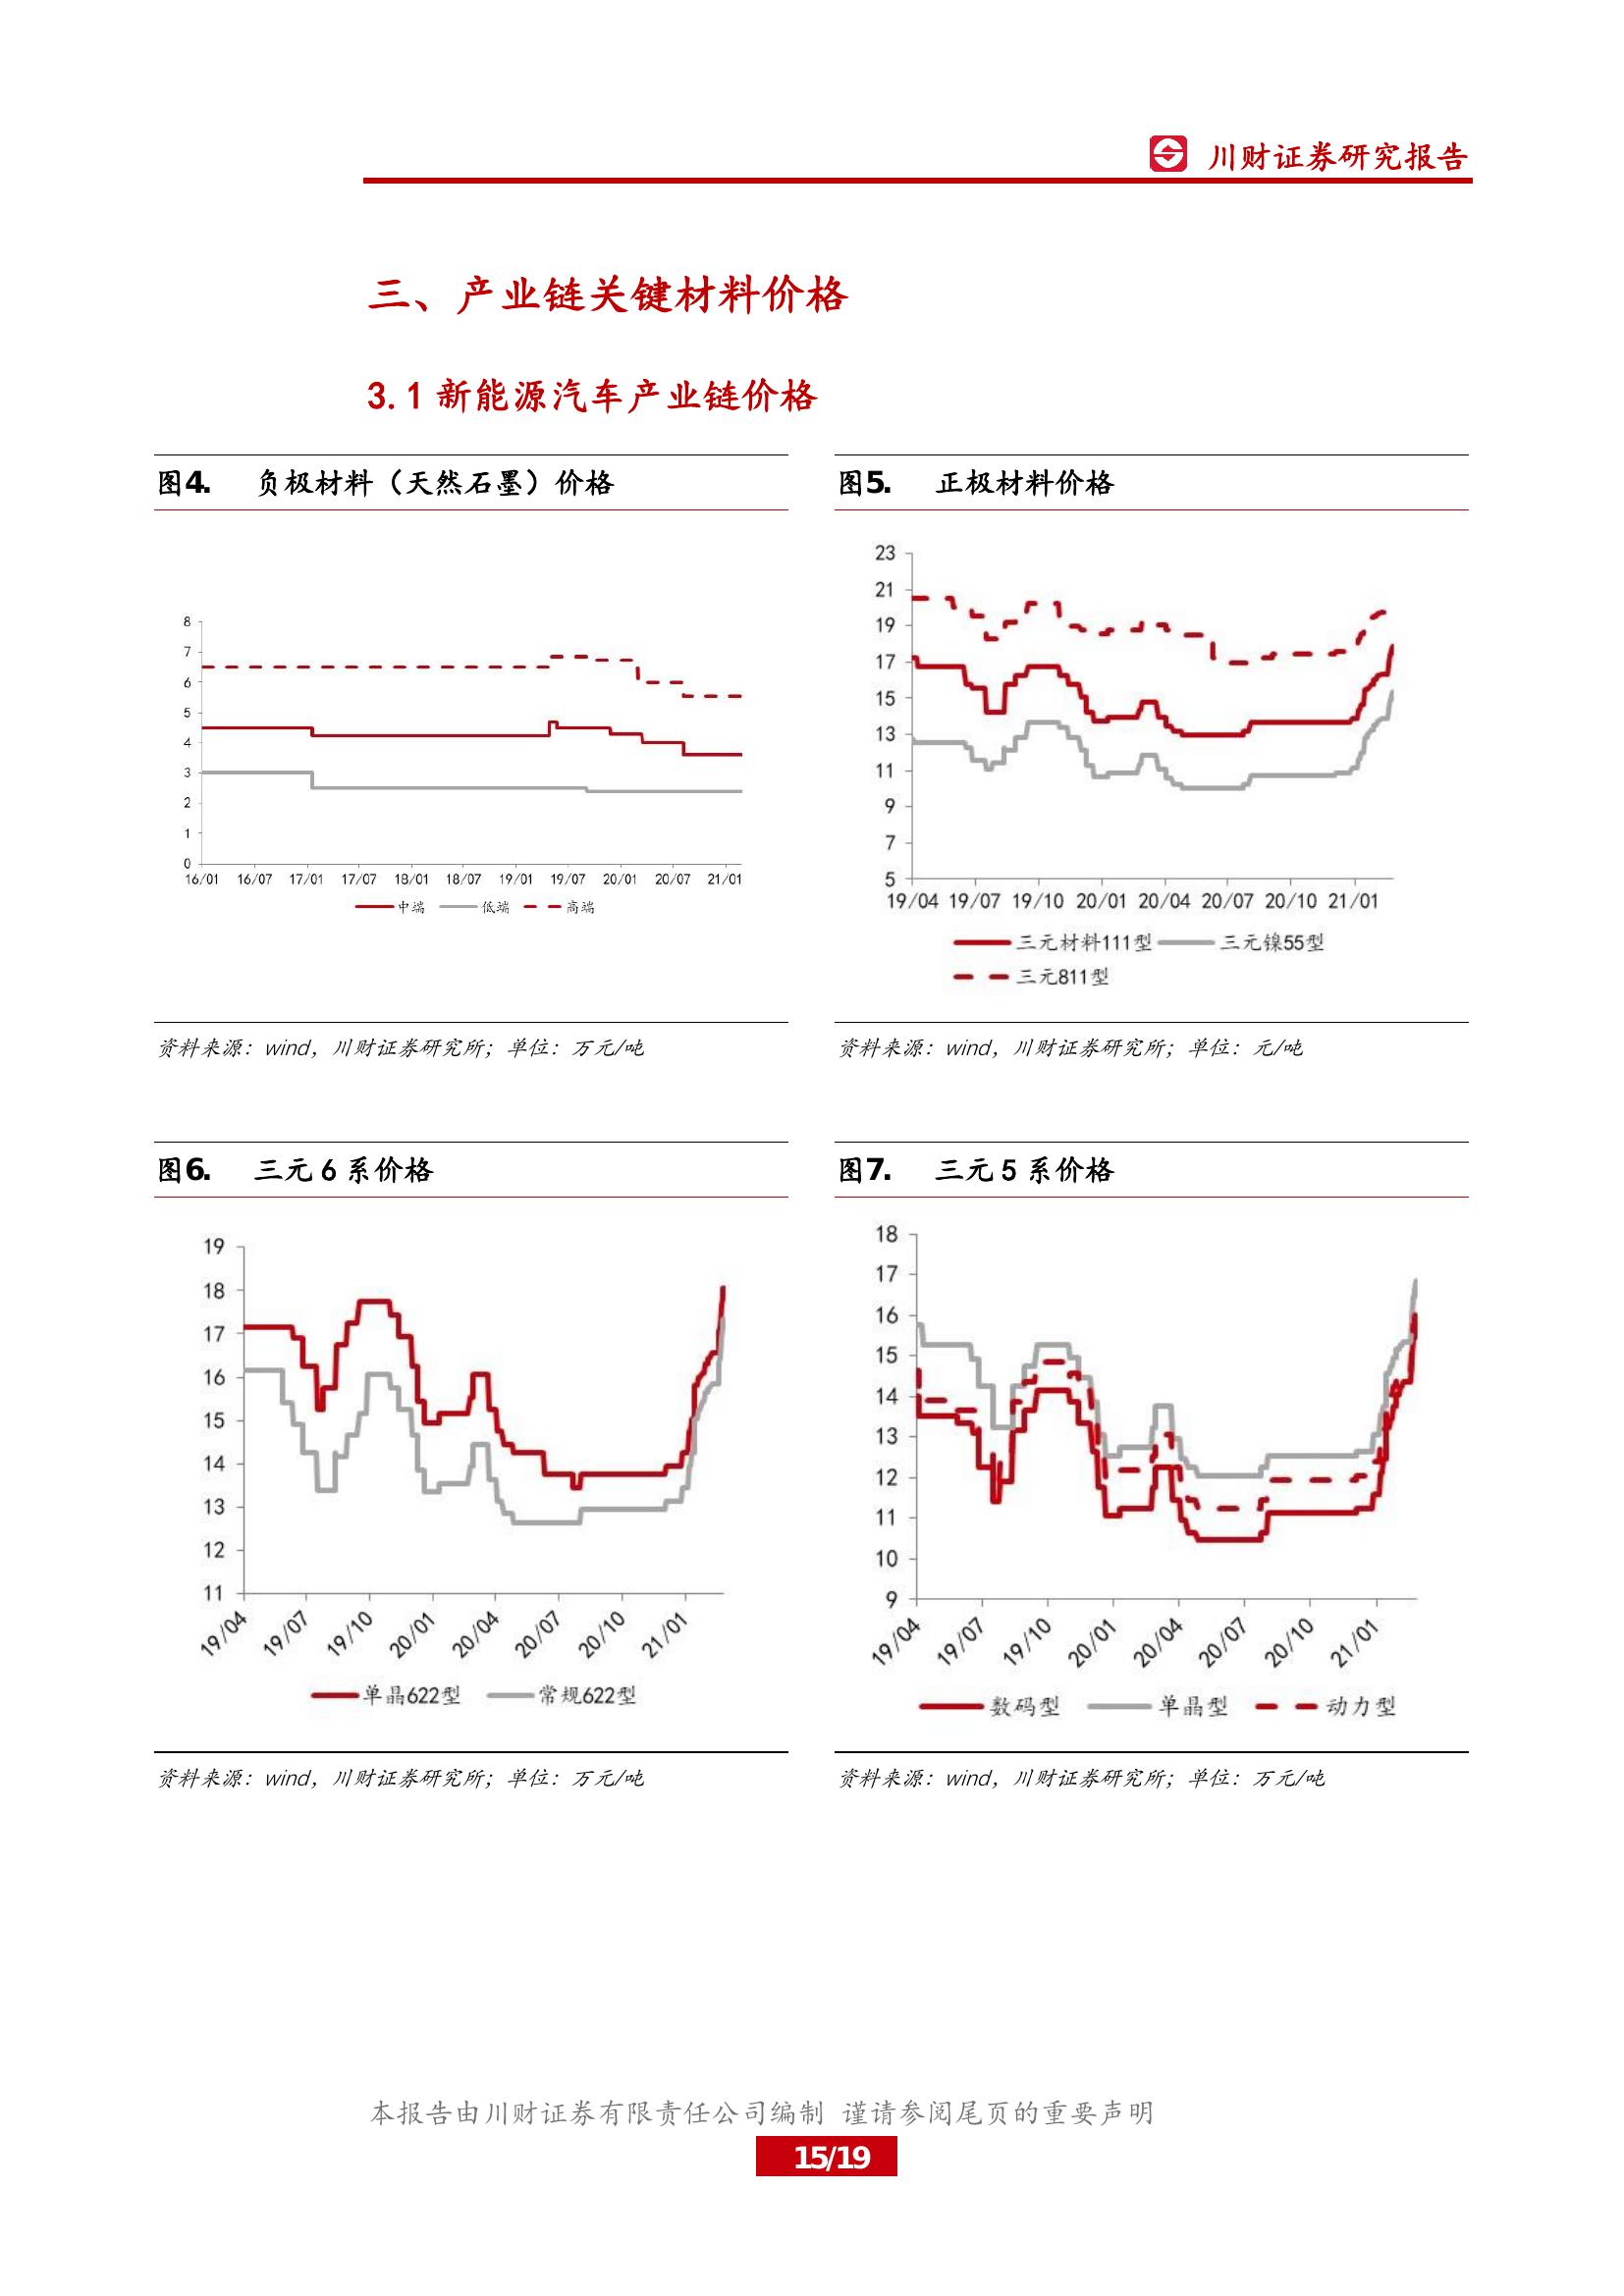 川财证券研究报告
三、产业链关键材料价格
3.1 新能源汽车产业链价格
图4. 负极材料（天然石墨）价格
8
7
6
5
4
3
2
1
0
16/01 16/07 17/01 17/07 18/01 18/07 19/01 19/07 20/01 20/07 21/01
中端 低端 高端
资料来源：wind，川财证券研究所；单位：万元/吨
图5. 正极材料价格
23
21
19
17
15
13
11
9
7
5
19/04 19/07 19/10 20/01 20/04 20/07 20/10 21/01
三元材料111型 三元镍55型
三元811型
资料来源：wind，川财证券研究所；单位：元/吨
图6. 三元 6 系价格
19
18
17
16
15
14
13
12
11
19/04 19/07 19/10 20/01 20/04 20/07 20/10 21/01
单晶622型 常规622型
资料来源：wind，川财证券研究所；单位：万元/吨
图7. 三元 5 系价格
18
17
16
15
14
13
12
11
10
9
19/04 19/07 19/10 20/01 20/04 20/07 20/10 21/01
数码型 单晶型 动力型
资料来源：wind，川财证券研究所；单位：万元/吨
本报告由川财证券有限责任公司编制 谨请参阅尾页的重要声明
15/19